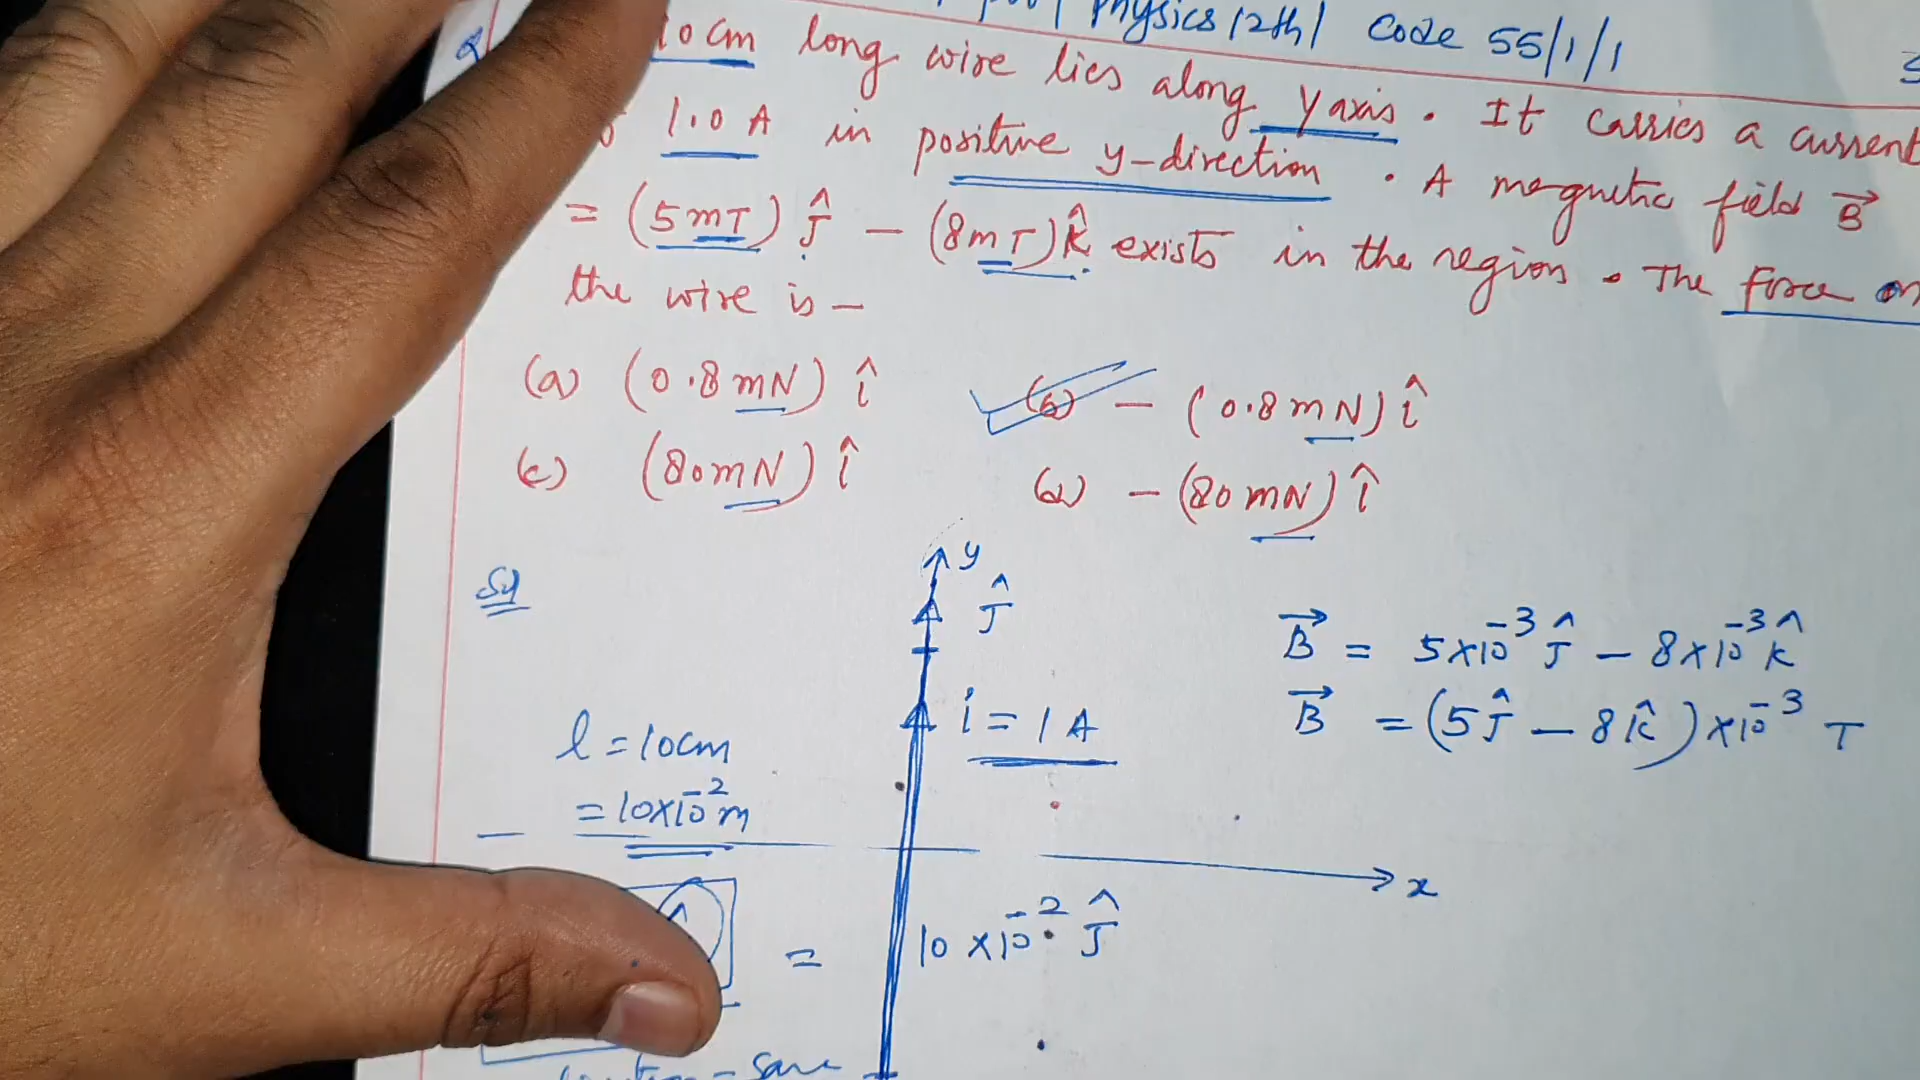 Physics 12th | Code 55/1/1
10 cm long wire lies along y axis. It carries a current
1.0 A in positive y-direction. A magnetic field B⃗
= (5mT) ĵ - (8mT) k̂ exists in the region. The force on
the wire is -
(a) (0.8 mN) î (b) - (0.8 mN) î
(c) (80 mN) î (d) - (80 mN) î
Sol
y
ĵ
B⃗ = 5×10⁻³ ĵ - 8×10⁻³ k̂
l = 10cm
i = 1 A
B⃗ = (5ĵ - 8k̂) ×10⁻³ T
= 10×10⁻² m
x
= 10 ×10⁻² ĵ